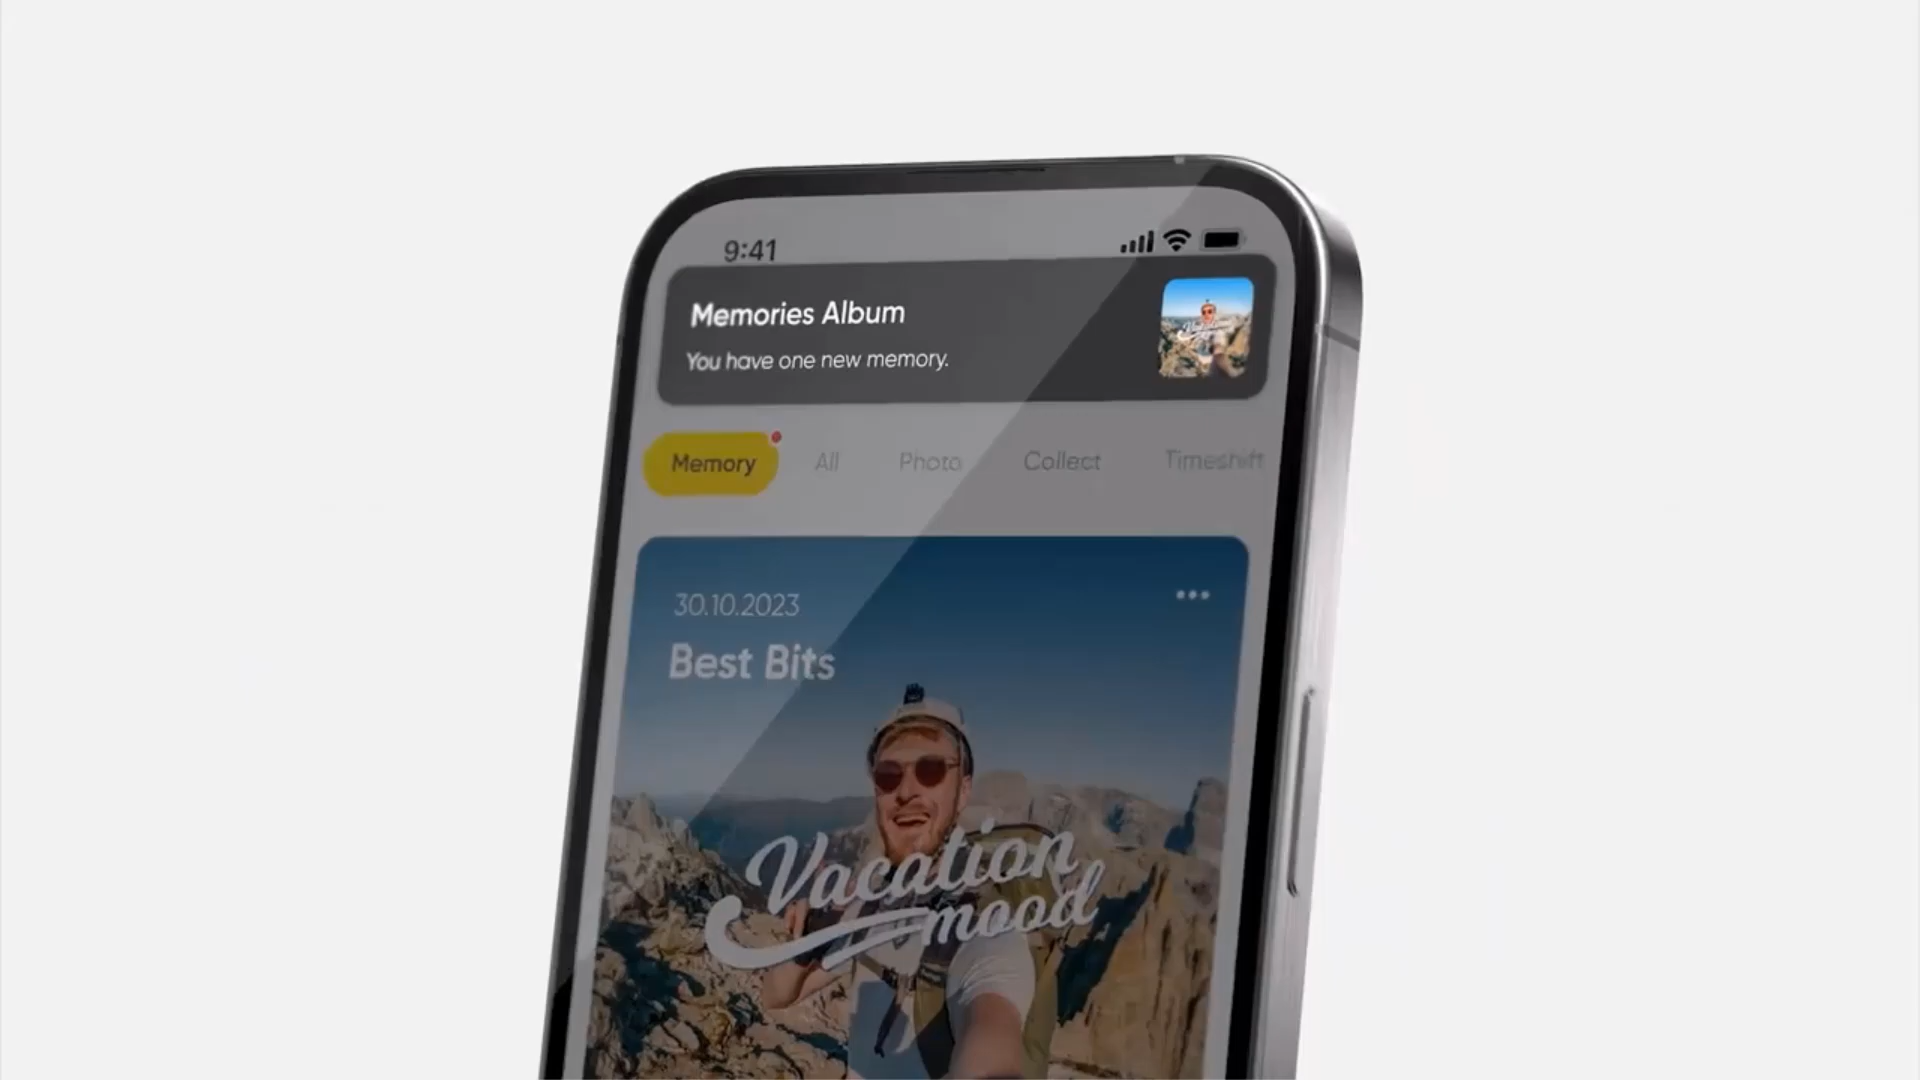 9:41
Memories Album
You have one new memory.
Memory All Photo Collect Timeshift
30.10.2023
Best Bits
Vacation
mood